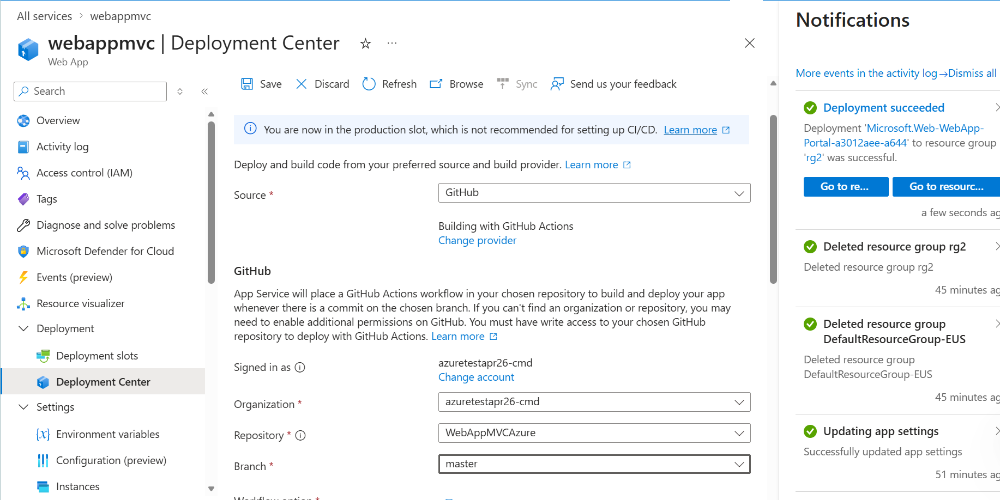 All services > webappmvc
webappmvc | Deployment Center
Web App
Search
Overview
Activity log
Access control (IAM)
Tags
Diagnose and solve problems
Microsoft Defender for Cloud
Events (preview)
Resource visualizer
Deployment
Deployment slots
Deployment Center
Settings
Environment variables
Configuration (preview)
Instances
Save Discard Refresh Browse Sync Send us your feedback
You are now in the production slot, which is not recommended for setting up CI/CD. Learn more
Deploy and build code from your preferred source and build provider. Learn more
Source * GitHub
Building with GitHub Actions
Change provider
GitHub
App Service will place a GitHub Actions workflow in your chosen repository to build and deploy your app
whenever there is a commit on the chosen branch. If you can't find an organization or repository, you may
need to enable additional permissions on GitHub. You must have write access to your chosen GitHub
repository to deploy with GitHub Actions. Learn more
Signed in as azuretestapr26-cmd
Change account
Organization * azuretestapr26-cmd
Repository * WebAppMVCAzure
Branch * master
Workflow option *
Notifications
More events in the activity log → Dismiss all
Deployment succeeded
Deployment 'Microsoft.Web-WebApp-
Portal-a3012aee-a644' to resource group
'rg2' was successful.
Go to re... Go to resourc...
a few seconds ag
Deleted resource group rg2
Deleted resource group rg2
45 minutes ag
Deleted resource group
DefaultResourceGroup-EUS
Deleted resource group
DefaultResourceGroup-EUS
45 minutes ag
Updating app settings
Successfully updated app settings
51 minutes ag